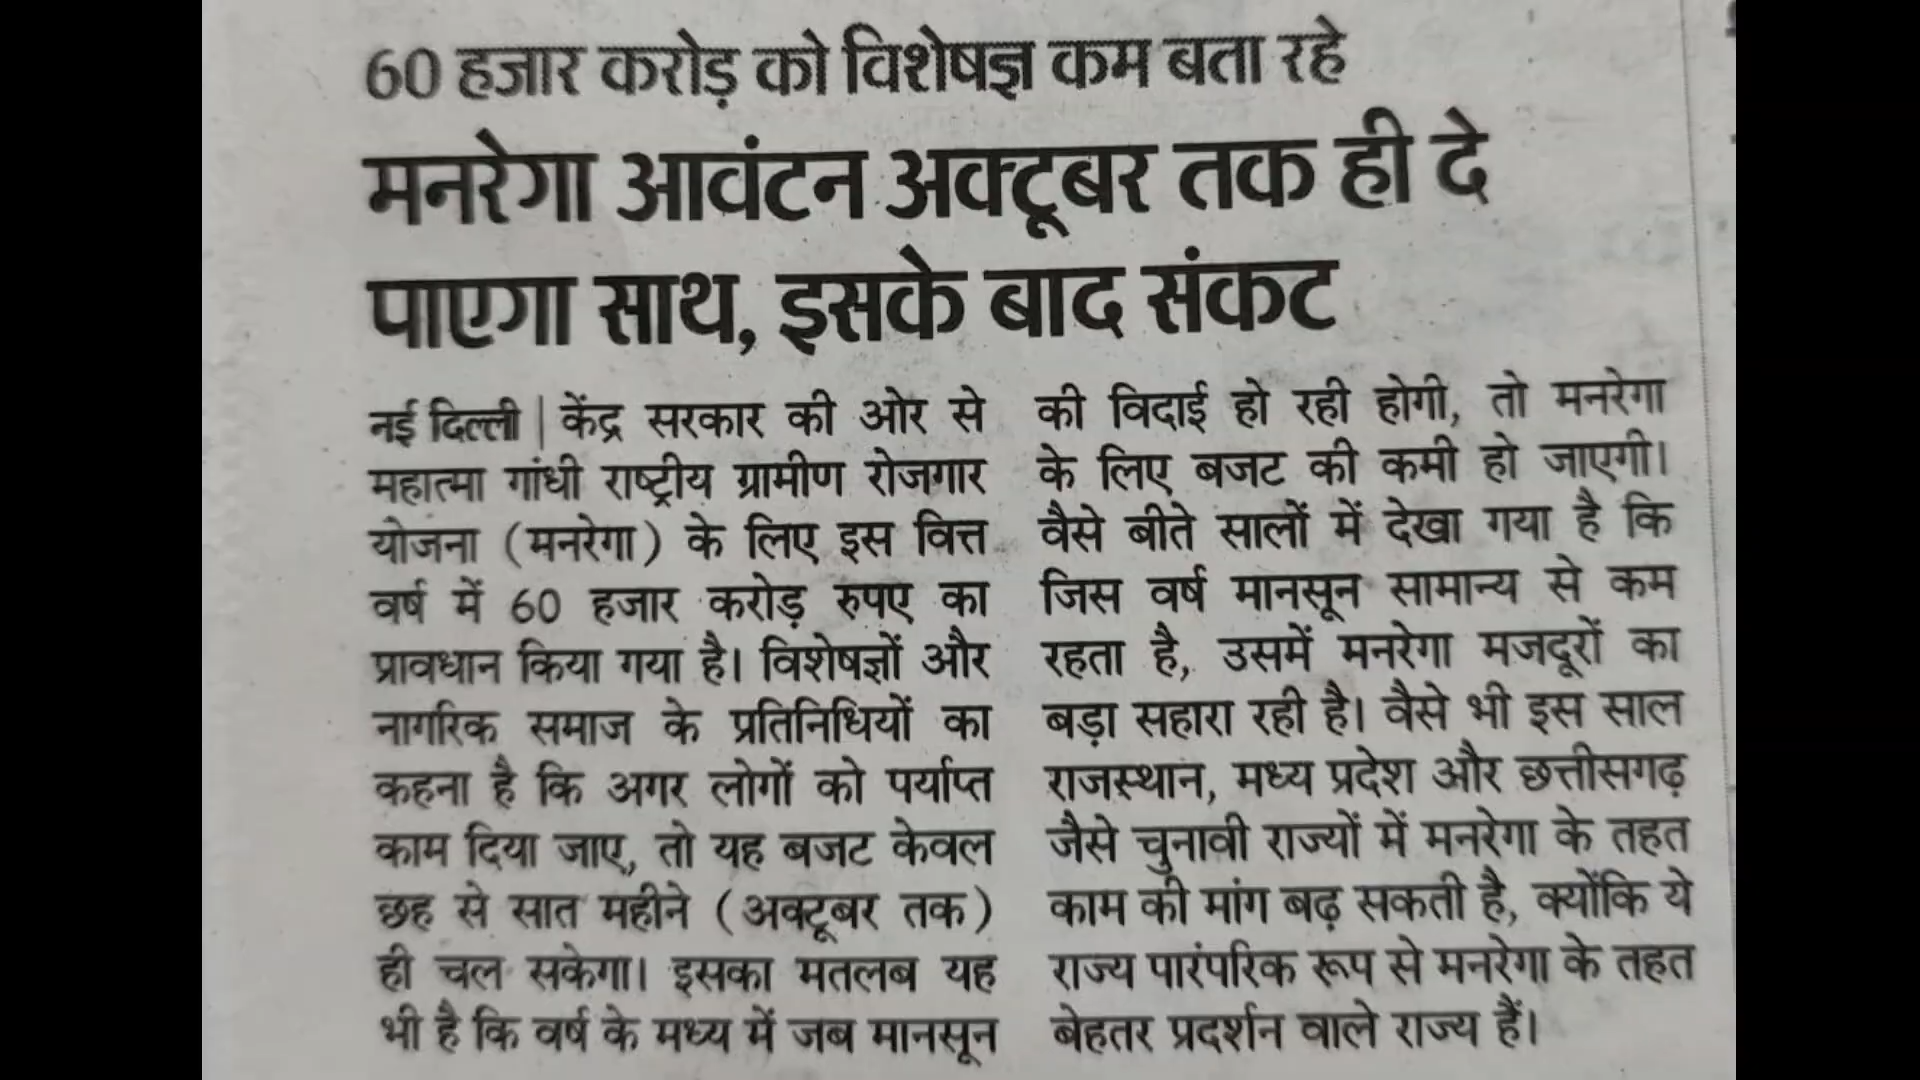 60 हजार करोड़ को विशेषज्ञ कम बता रहे
मनरेगा आवंटन अक्टूबर तक ही दे
पाएगा साथ, इसके बाद संकट
नई दिल्ली | केंद्र सरकार की ओर से
महात्मा गांधी राष्ट्रीय ग्रामीण रोजगार
योजना (मनरेगा) के लिए इस वित्त
वर्ष में 60 हजार करोड़ रुपए का
प्रावधान किया गया है। विशेषज्ञों और
नागरिक समाज के प्रतिनिधियों का
कहना है कि अगर लोगों को पर्याप्त
काम दिया जाए, तो यह बजट केवल
छह से सात महीने (अक्टूबर तक)
ही चल सकेगा। इसका मतलब यह
भी है कि वर्ष के मध्य में जब मानसून
की विदाई हो रही होगी, तो मनरेगा
के लिए बजट की कमी हो जाएगी।
वैसे बीते सालों में देखा गया है कि
जिस वर्ष मानसून सामान्य से कम
रहता है, उसमें मनरेगा मजदूरों का
बड़ा सहारा रही है। वैसे भी इस साल
राजस्थान, मध्य प्रदेश और छत्तीसगढ़
जैसे चुनावी राज्यों में मनरेगा के तहत
काम की मांग बढ़ सकती है, क्योंकि ये
राज्य पारंपरिक रूप से मनरेगा के तहत
बेहतर प्रदर्शन वाले राज्य हैं।